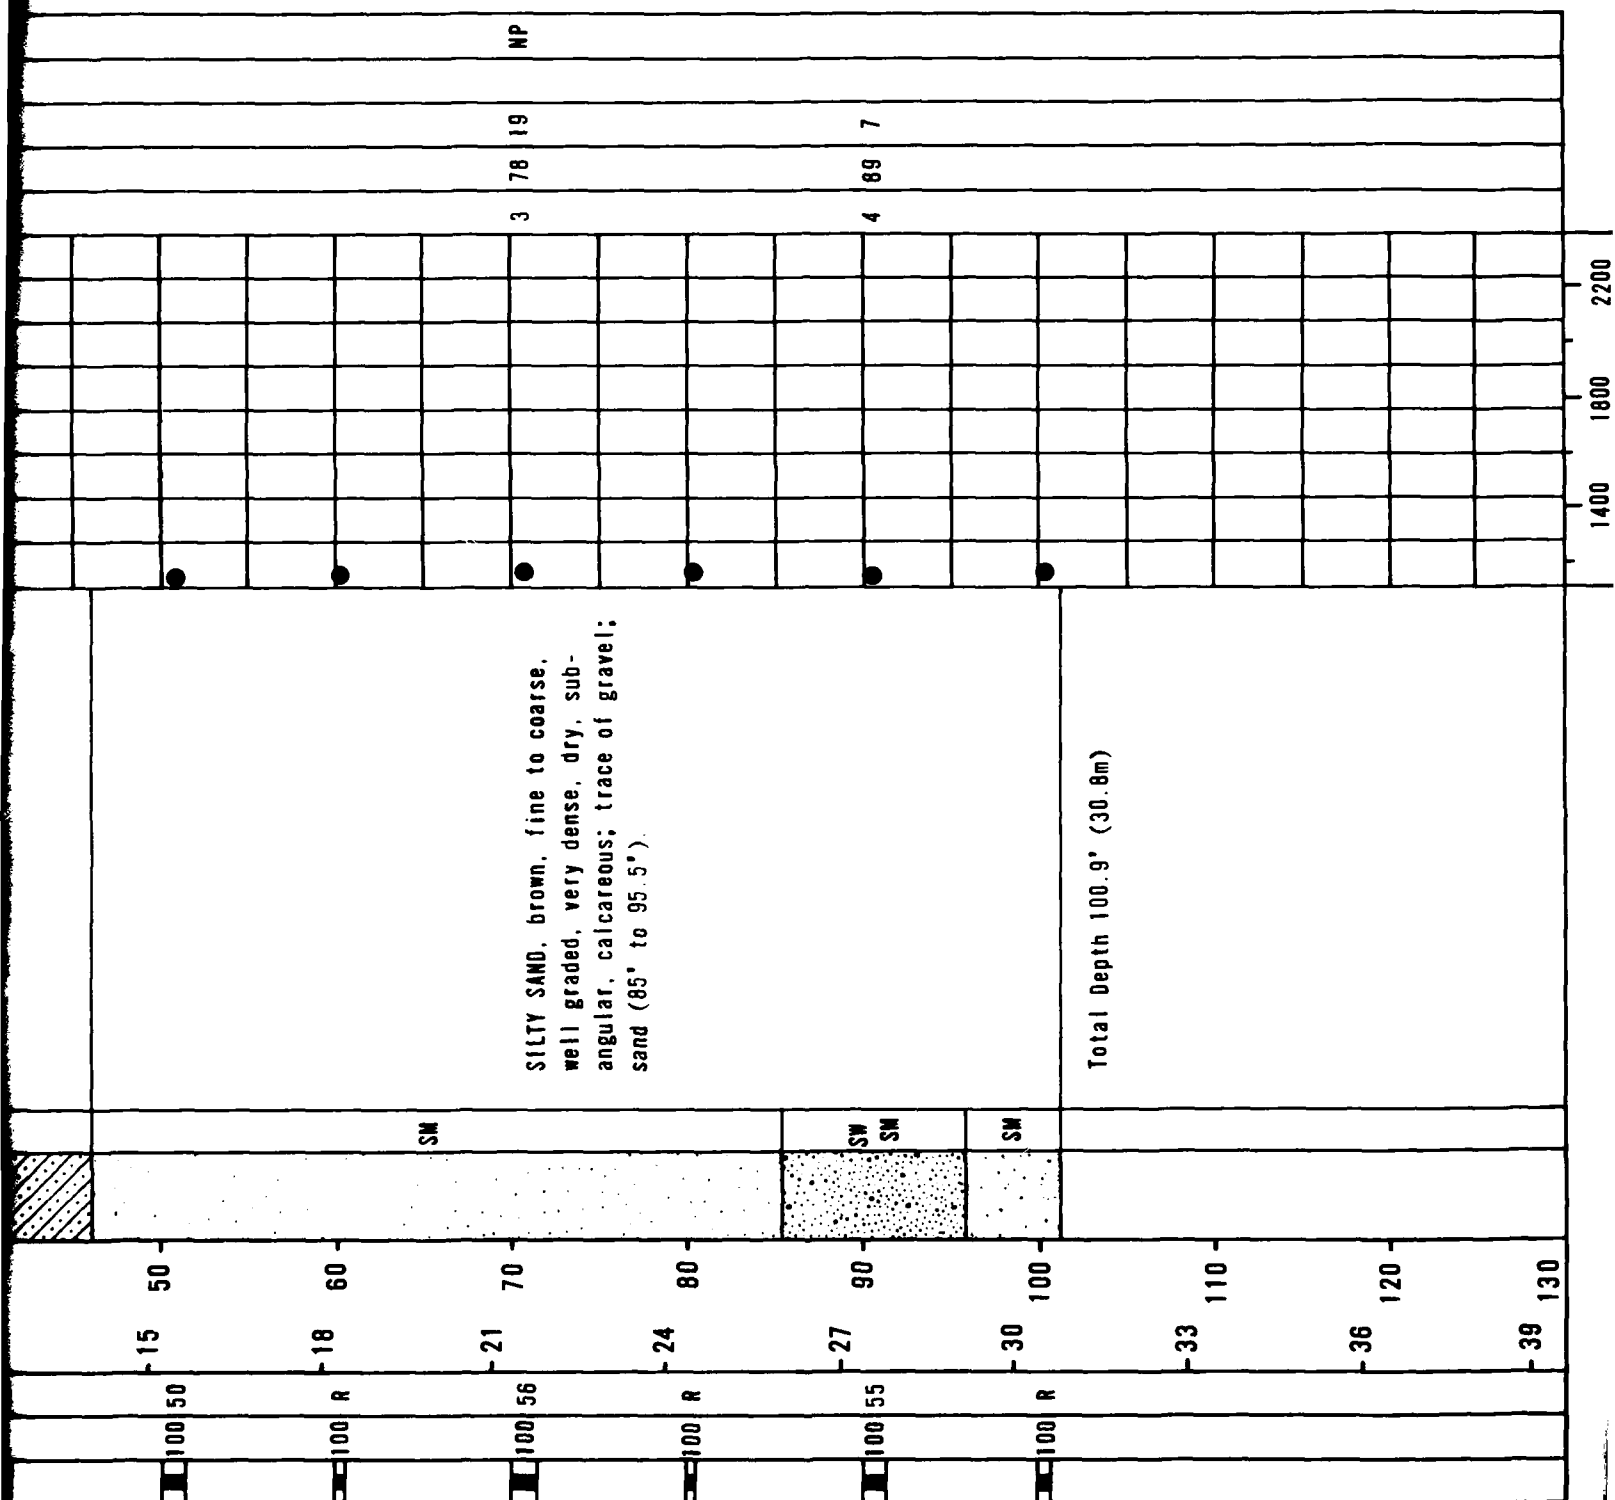 NP
19
78
3
7
89
4
2200
1800
1400
SILTY SAND, brown, fine to coarse,
well graded, very dense, dry, sub-
angular, calcareous; trace of gravel;
sand (85' to 95.5').
Total Depth 100.9' (30.8m)
SM
SW
SM
SM
50
60
70
80
90
100
110
120
130
15
18
21
24
27
30
33
36
39
50
R
56
R
55
R
100
100
100
100
100
100